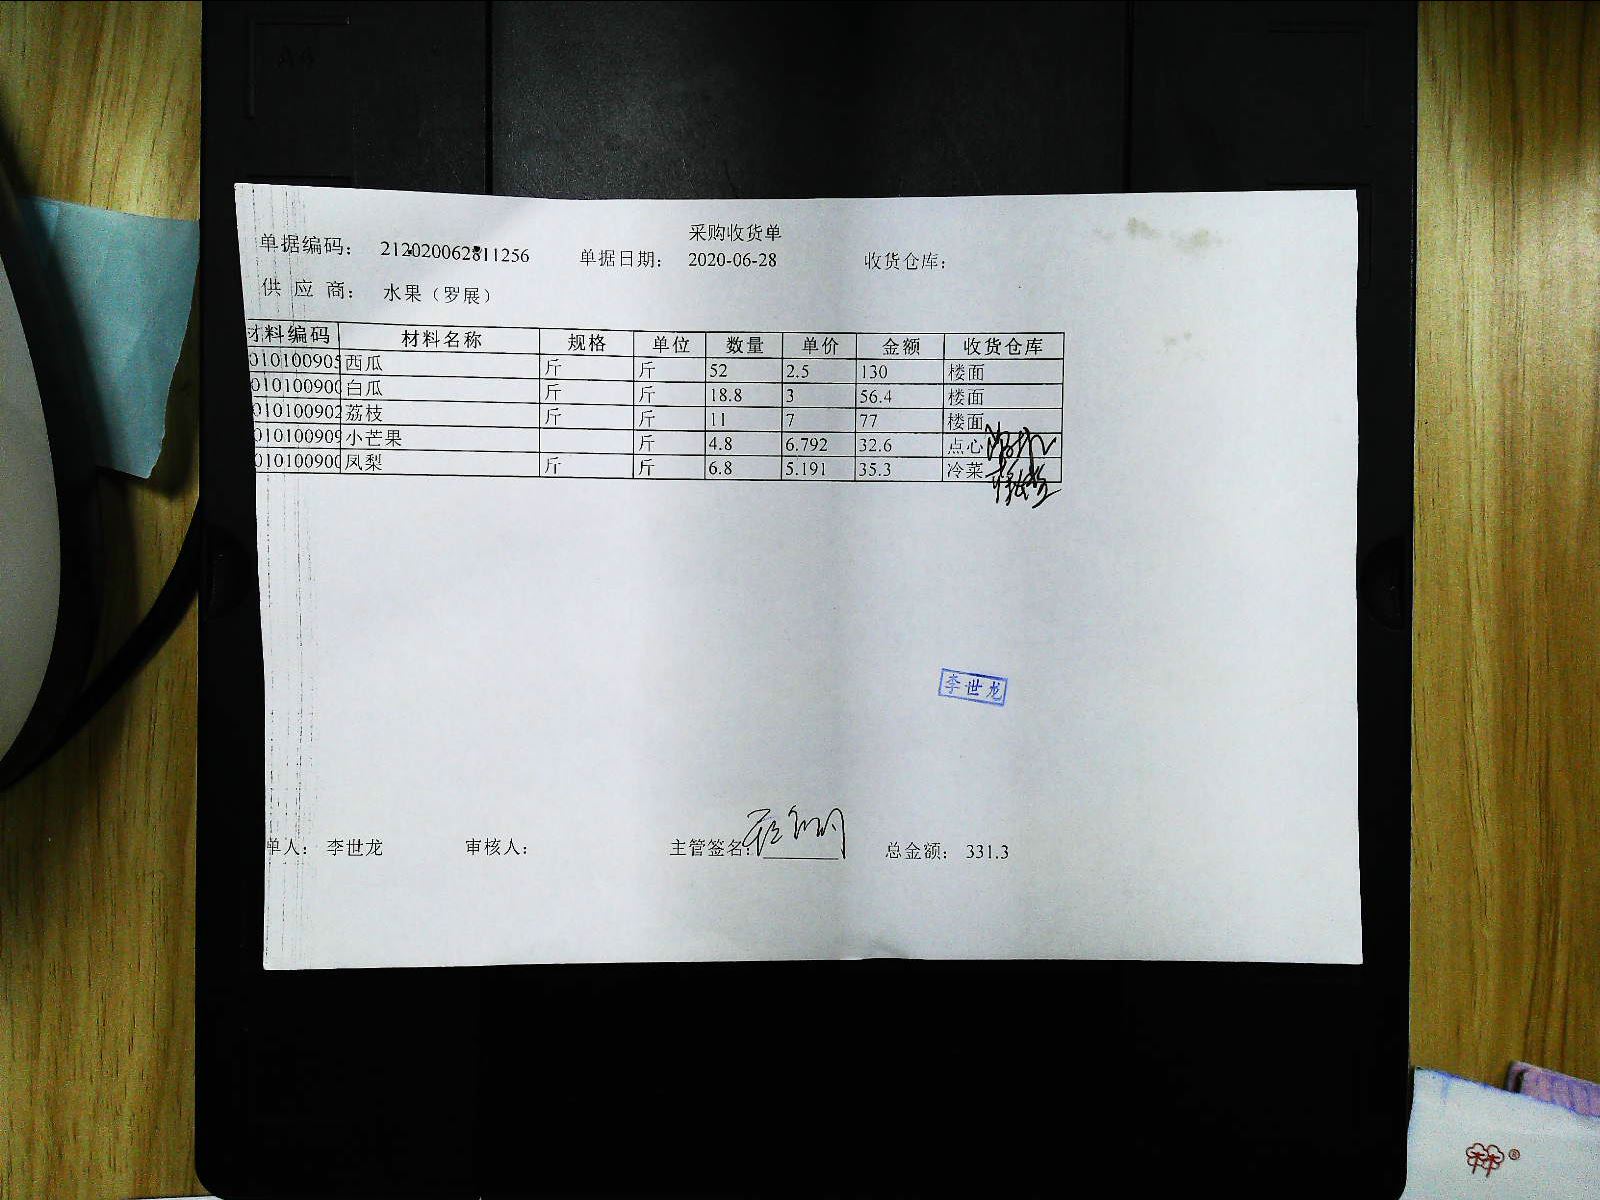 采购收货单
单据编码： 212020062811256 单据日期： 2020-06-28 收货仓库：
供 应 商： 水果（罗展）
材料编码 材料名称 规格 单位 数量 单价 金额 收货仓库
010100905 西瓜 斤 斤 52 2.5 130 楼面
010100900 白瓜 斤 斤 18.8 3 56.4 楼面
010100902 荔枝 斤 斤 11 7 77 楼面
010100909 小芒果 斤 4.8 6.792 32.6 点心
010100900 凤梨 斤 斤 6.8 5.191 35.3 冷菜
李世龙
单人： 李世龙 审核人： 主管签名： 总金额： 331.3